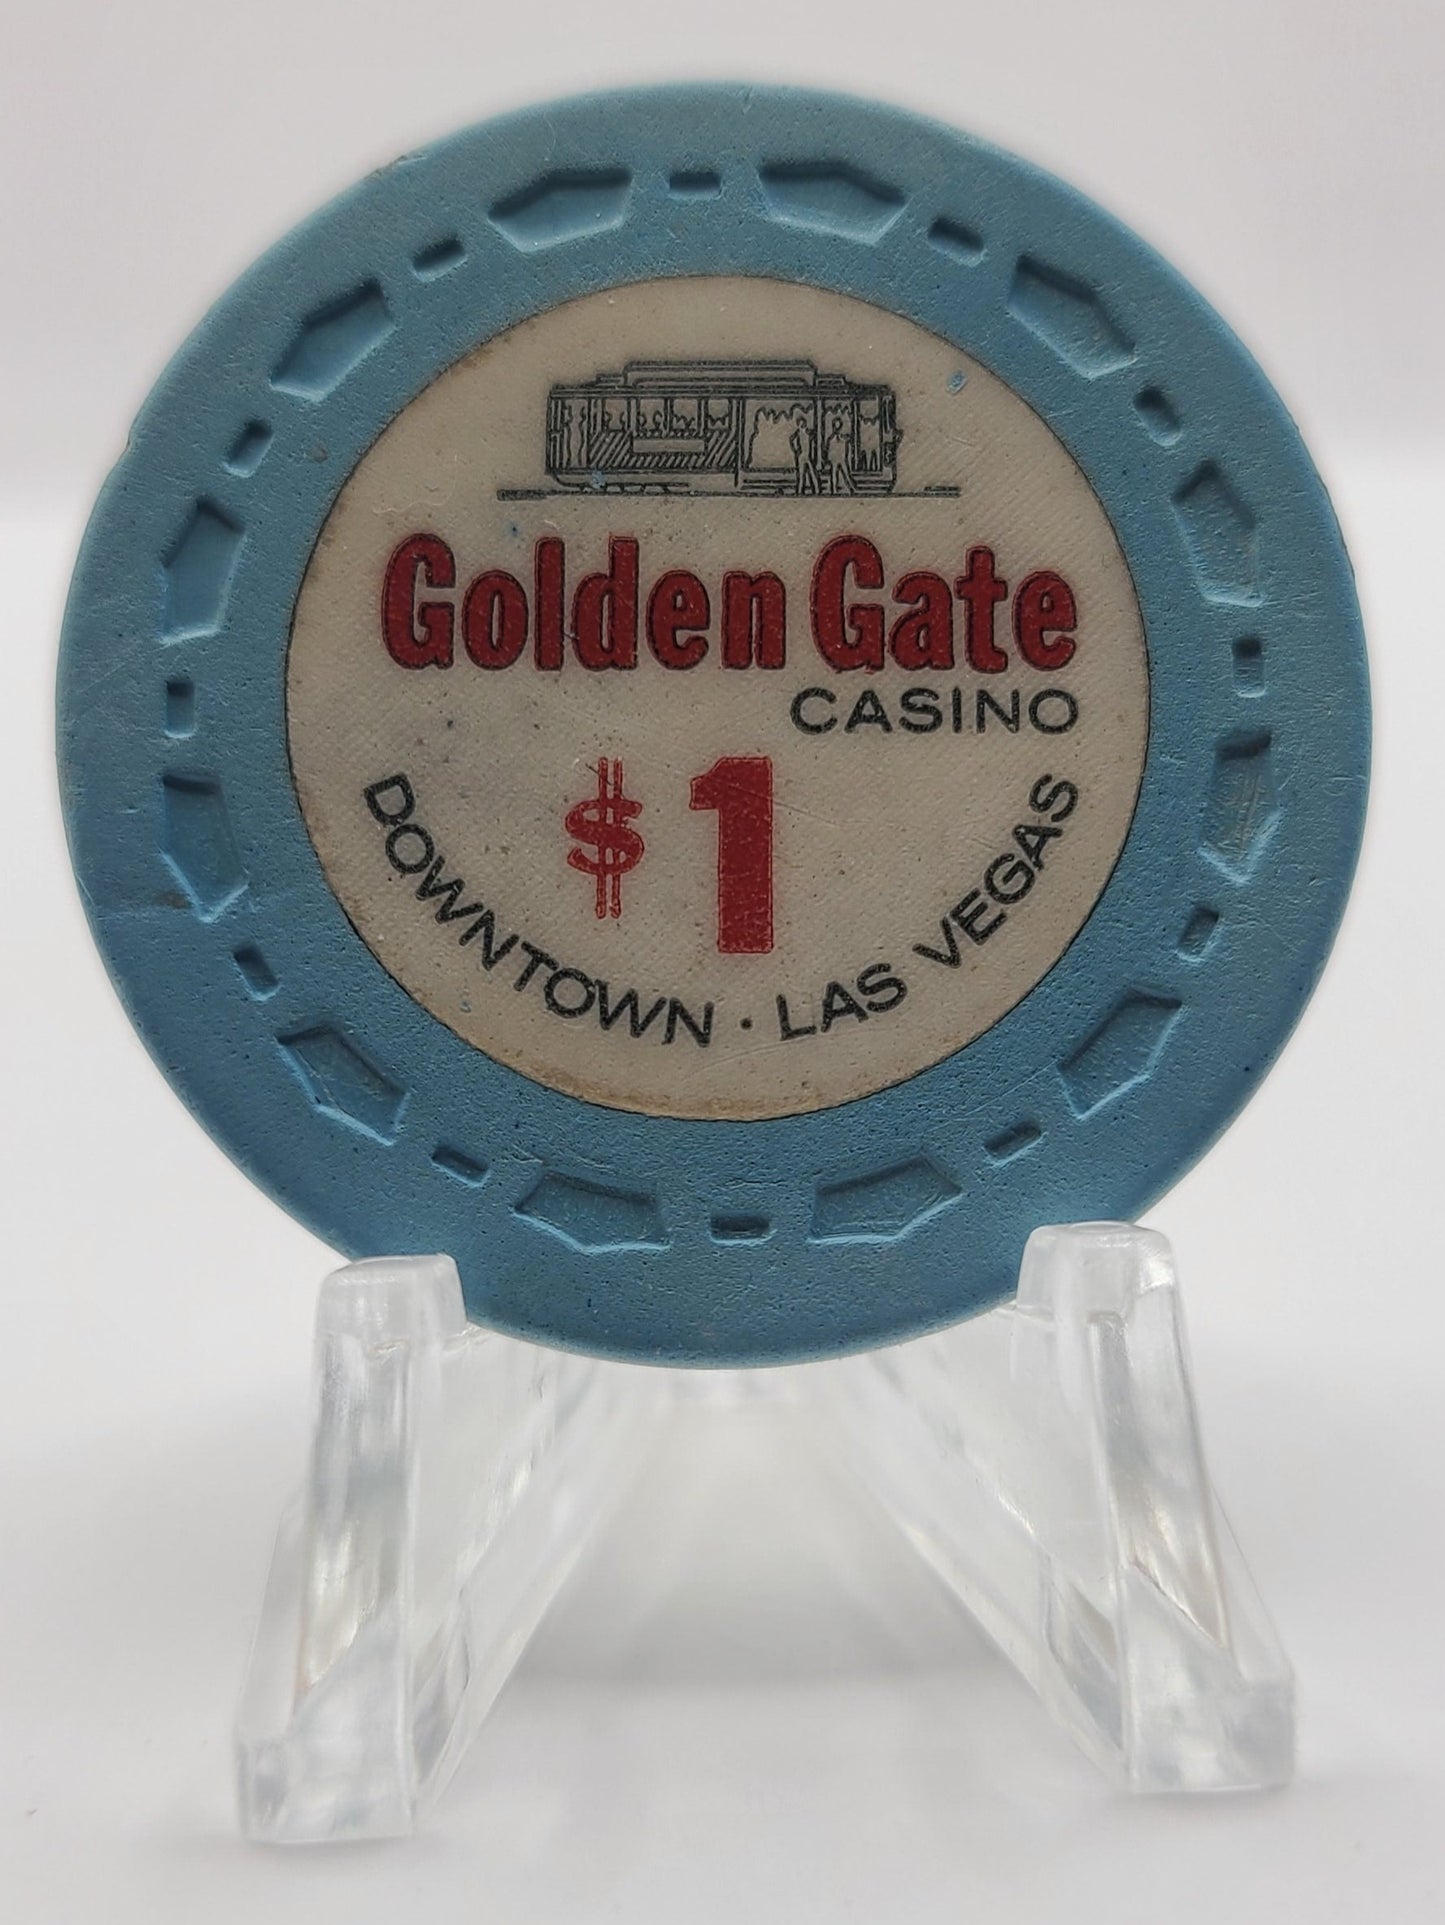 Golden Gate
CASINO
$1
DOWNTOWN · LAS VEGAS